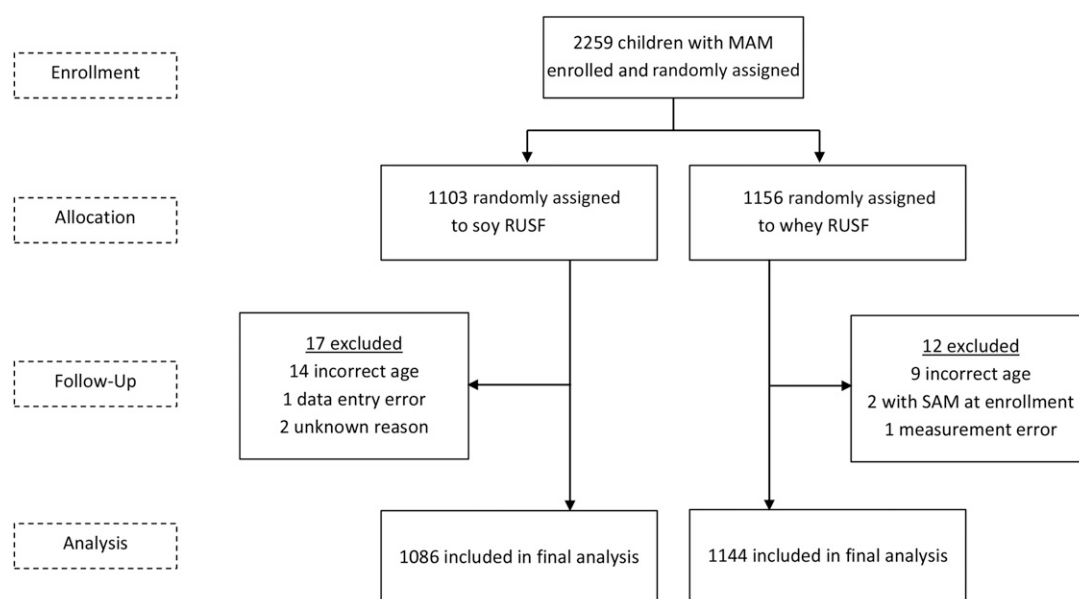 Enrollment
2259 children with MAM
enrolled and randomly assigned
Allocation
1103 randomly assigned
to soy RUSF
1156 randomly assigned
to whey RUSF
Follow-Up
17 excluded
14 incorrect age
1 data entry error
2 unknown reason
12 excluded
9 incorrect age
2 with SAM at enrollment
1 measurement error
Analysis
1086 included in final analysis
1144 included in final analysis